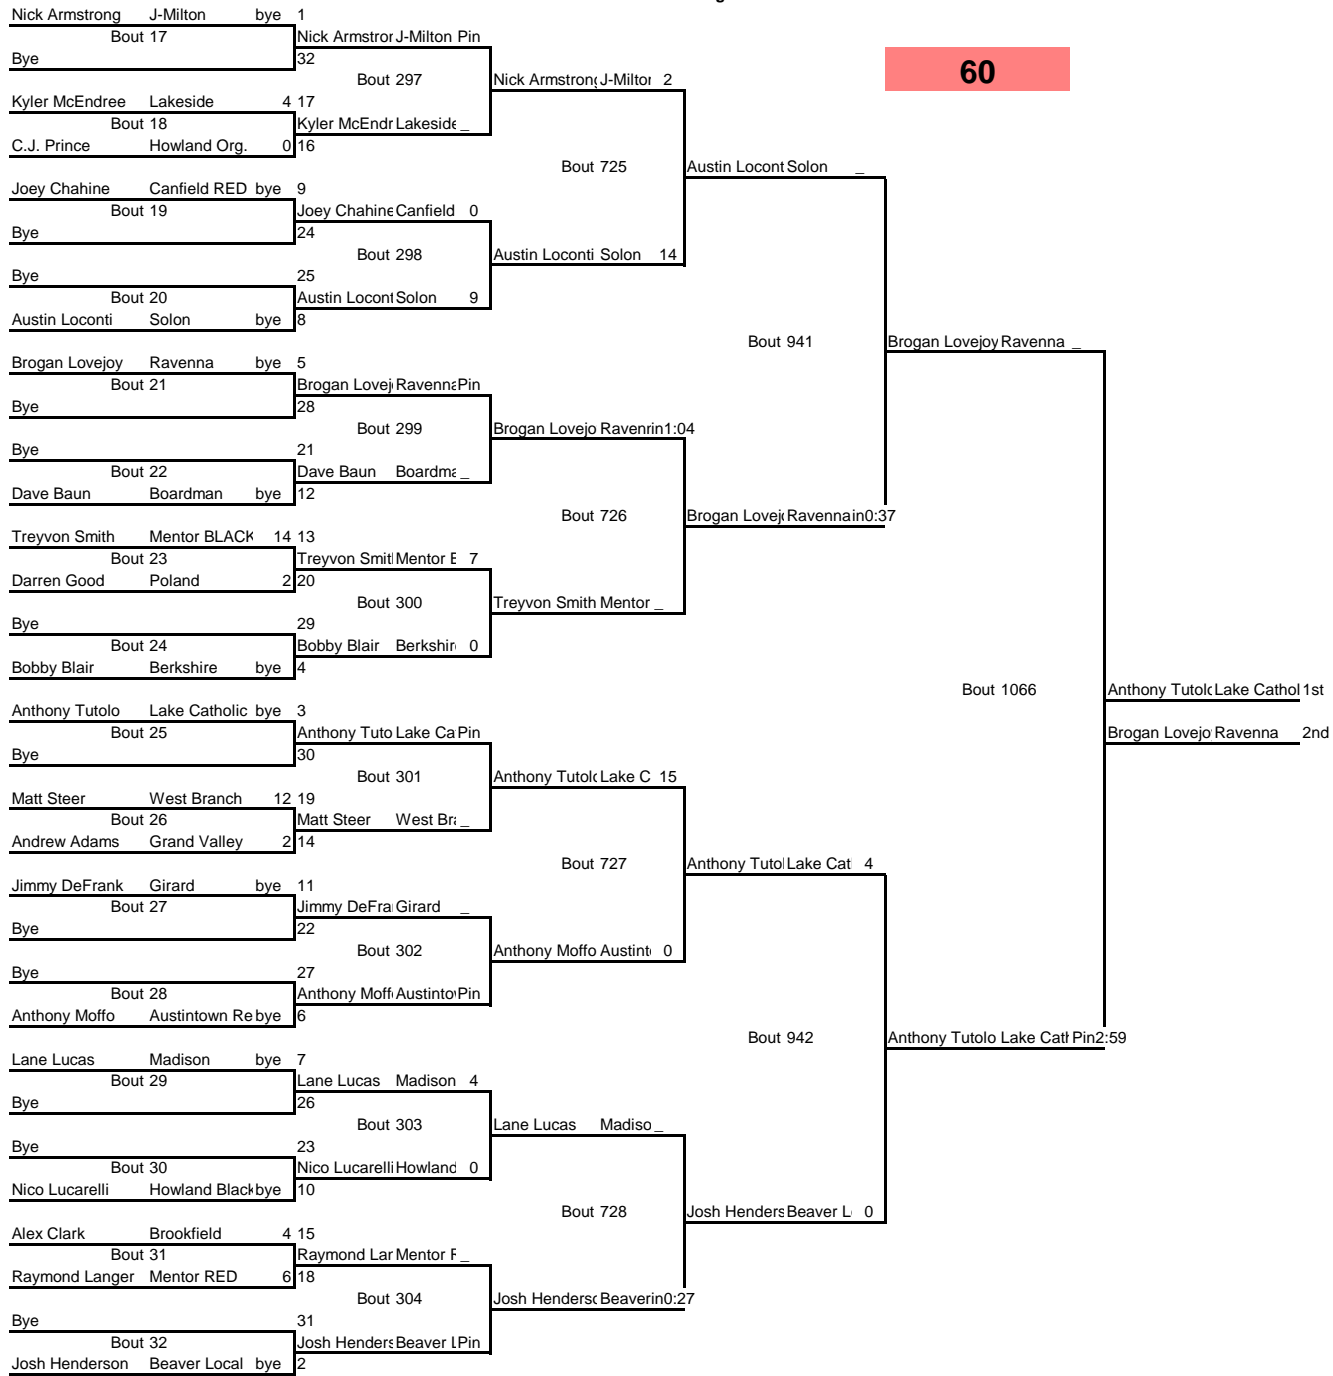 g
Nick Armstrong J-Milton bye 1
Bout 17 Nick Armstror J-Milton Pin
Bye 32
60
Bout 297 Nick Armstrong J-Milton 2
Kyler McEndree Lakeside 4 17
Bout 18 Kyler McEndr Lakeside _
C.J. Prince Howland Org. 0 16
Bout 725 Austin Locont Solon _
Joey Chahine Canfield RED bye 9
Bout 19 Joey Chahine Canfield 0
Bye 24
Bout 298 Austin Loconti Solon 14
Bye 25
Bout 20 Austin Locont Solon 9
Austin Loconti Solon bye 8
Bout 941 Brogan Lovejoy Ravenna _
Brogan Lovejoy Ravenna bye 5
Bout 21 Brogan Lovej Ravenna Pin
Bye 28
Bout 299 Brogan Lovejo Ravenrin1:04
Bye 21
Bout 22 Dave Baun Boardma _
Dave Baun Boardman bye 12
Bout 726 Brogan Lovejo Ravennain0:37
Treyvon Smith Mentor BLACK 14 13
Bout 23 Treyvon Smit Mentor B 7
Darren Good Poland 2 20
Bout 300 Treyvon Smith Mentor _
Bye 29
Bout 24 Bobby Blair Berkshir 0
Bobby Blair Berkshire bye 4
Bout 1066 Anthony Tutolo Lake Cathol 1st
Brogan Lovejo Ravenna 2nd
Anthony Tutolo Lake Catholic bye 3
Bout 25 Anthony Tuto Lake Ca Pin
Bye 30
Bout 301 Anthony Tutolo Lake C 15
Matt Steer West Branch 12 19
Bout 26 Matt Steer West Bra _
Andrew Adams Grand Valley 2 14
Bout 727 Anthony Tutol Lake Cat 4
Jimmy DeFrank Girard bye 11
Bout 27 Jimmy DeFra Girard _
Bye 22
Bout 302 Anthony Moffo Austint 0
Bye 27
Bout 28 Anthony Moff Austinto Pin
Anthony Moffo Austintown Re bye 6
Bout 942 Anthony Tutolo Lake Cath Pin2:59
Lane Lucas Madison bye 7
Bout 29 Lane Lucas Madison 4
Bye 26
Bout 303 Lane Lucas Madiso _
Bye 23
Bout 30 Nico Lucarelli Howland 0
Nico Lucarelli Howland Black bye 10
Bout 728 Josh Henders Beaver L 0
Alex Clark Brookfield 4 15
Bout 31 Raymond Lar Mentor F _
Raymond Langer Mentor RED 6 18
Bout 304 Josh Henderso Beaverin0:27
Bye 31
Bout 32 Josh Henders Beaver L Pin
Josh Henderson Beaver Local bye 2